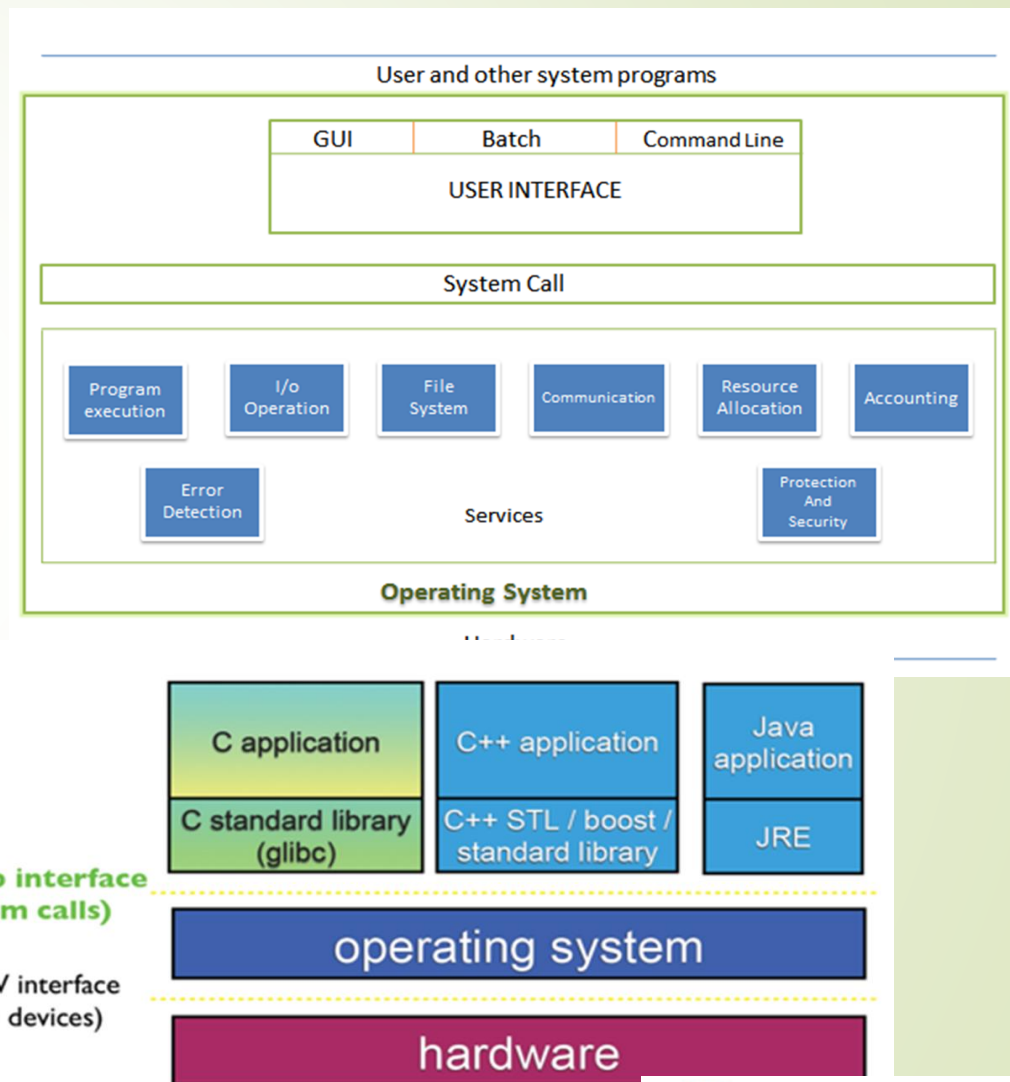 User and other system programs
GUI Batch Command Line
USER INTERFACE
System Call
Program
execution
I/o
Operation
File
System
Communication
Resource
Allocation
Accounting
Error
Detection
Services
Protection
And
Security
Operating System
C application
C++ application
Java
application
C standard library
(glibc)
C++ STL / boost /
standard library
JRE
interface
calls)
operating system
interface
devices)
hardware